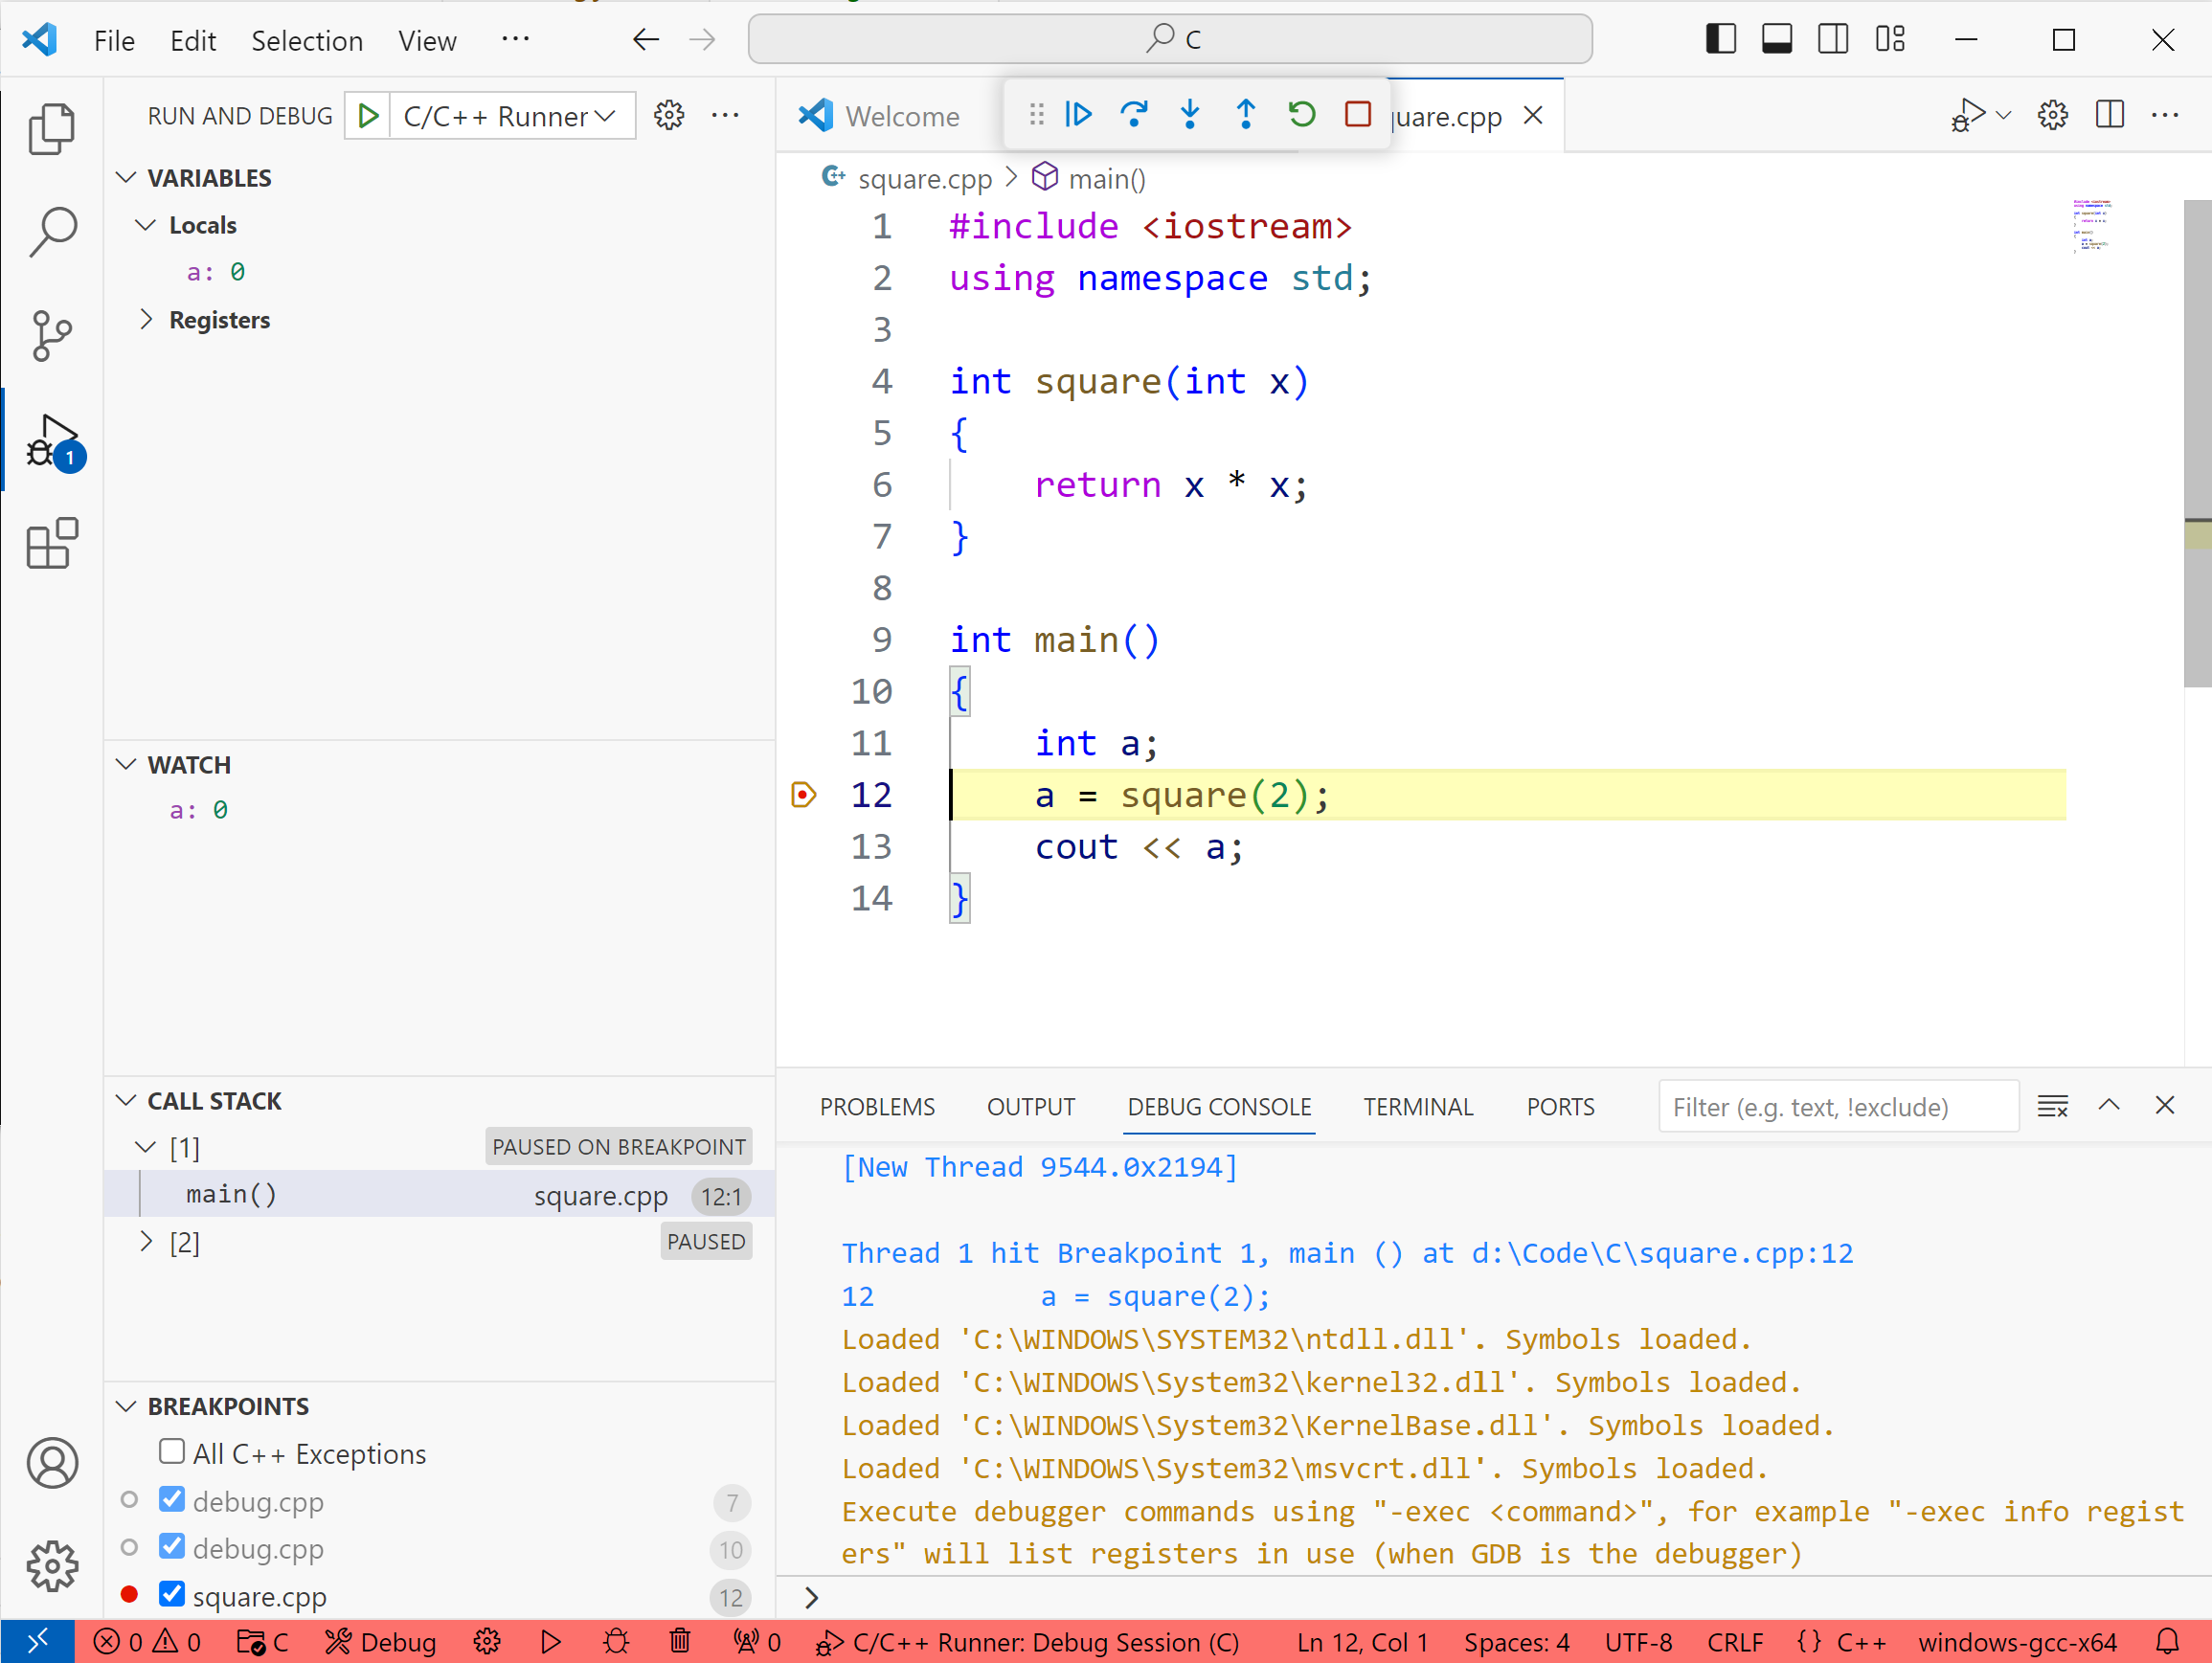 File Edit Selection View ··· C
RUN AND DEBUG C/C++ Runner
VARIABLES
Locals
a: 0
Registers
WATCH
a: 0
CALL STACK
[1] PAUSED ON BREAKPOINT
main() square.cpp 12:1
[2] PAUSED
BREAKPOINTS
All C++ Exceptions
debug.cpp 7
debug.cpp 10
square.cpp 12
Welcome uare.cpp
square.cpp > main()
1 #include <iostream>
2 using namespace std;
3
4 int square(int x)
5 {
6 return x * x;
7 }
8
9 int main()
10 {
11 int a;
12 a = square(2);
13 cout << a;
14 }
PROBLEMS OUTPUT DEBUG CONSOLE TERMINAL PORTS Filter (e.g. text, !exclude)
[New Thread 9544.0x2194]
Thread 1 hit Breakpoint 1, main () at d:\Code\C\square.cpp:12
12 a = square(2);
Loaded 'C:\WINDOWS\SYSTEM32\ntdll.dll'. Symbols loaded.
Loaded 'C:\WINDOWS\System32\kernel32.dll'. Symbols loaded.
Loaded 'C:\WINDOWS\System32\KernelBase.dll'. Symbols loaded.
Loaded 'C:\WINDOWS\System32\msvcrt.dll'. Symbols loaded.
Execute debugger commands using "-exec <command>", for example "-exec info regist
ers" will list registers in use (when GDB is the debugger)
>
1
0 0 C Debug 0 C/C++ Runner: Debug Session (C) Ln 12, Col 1 Spaces: 4 UTF-8 CRLF {} C++ windows-gcc-x64